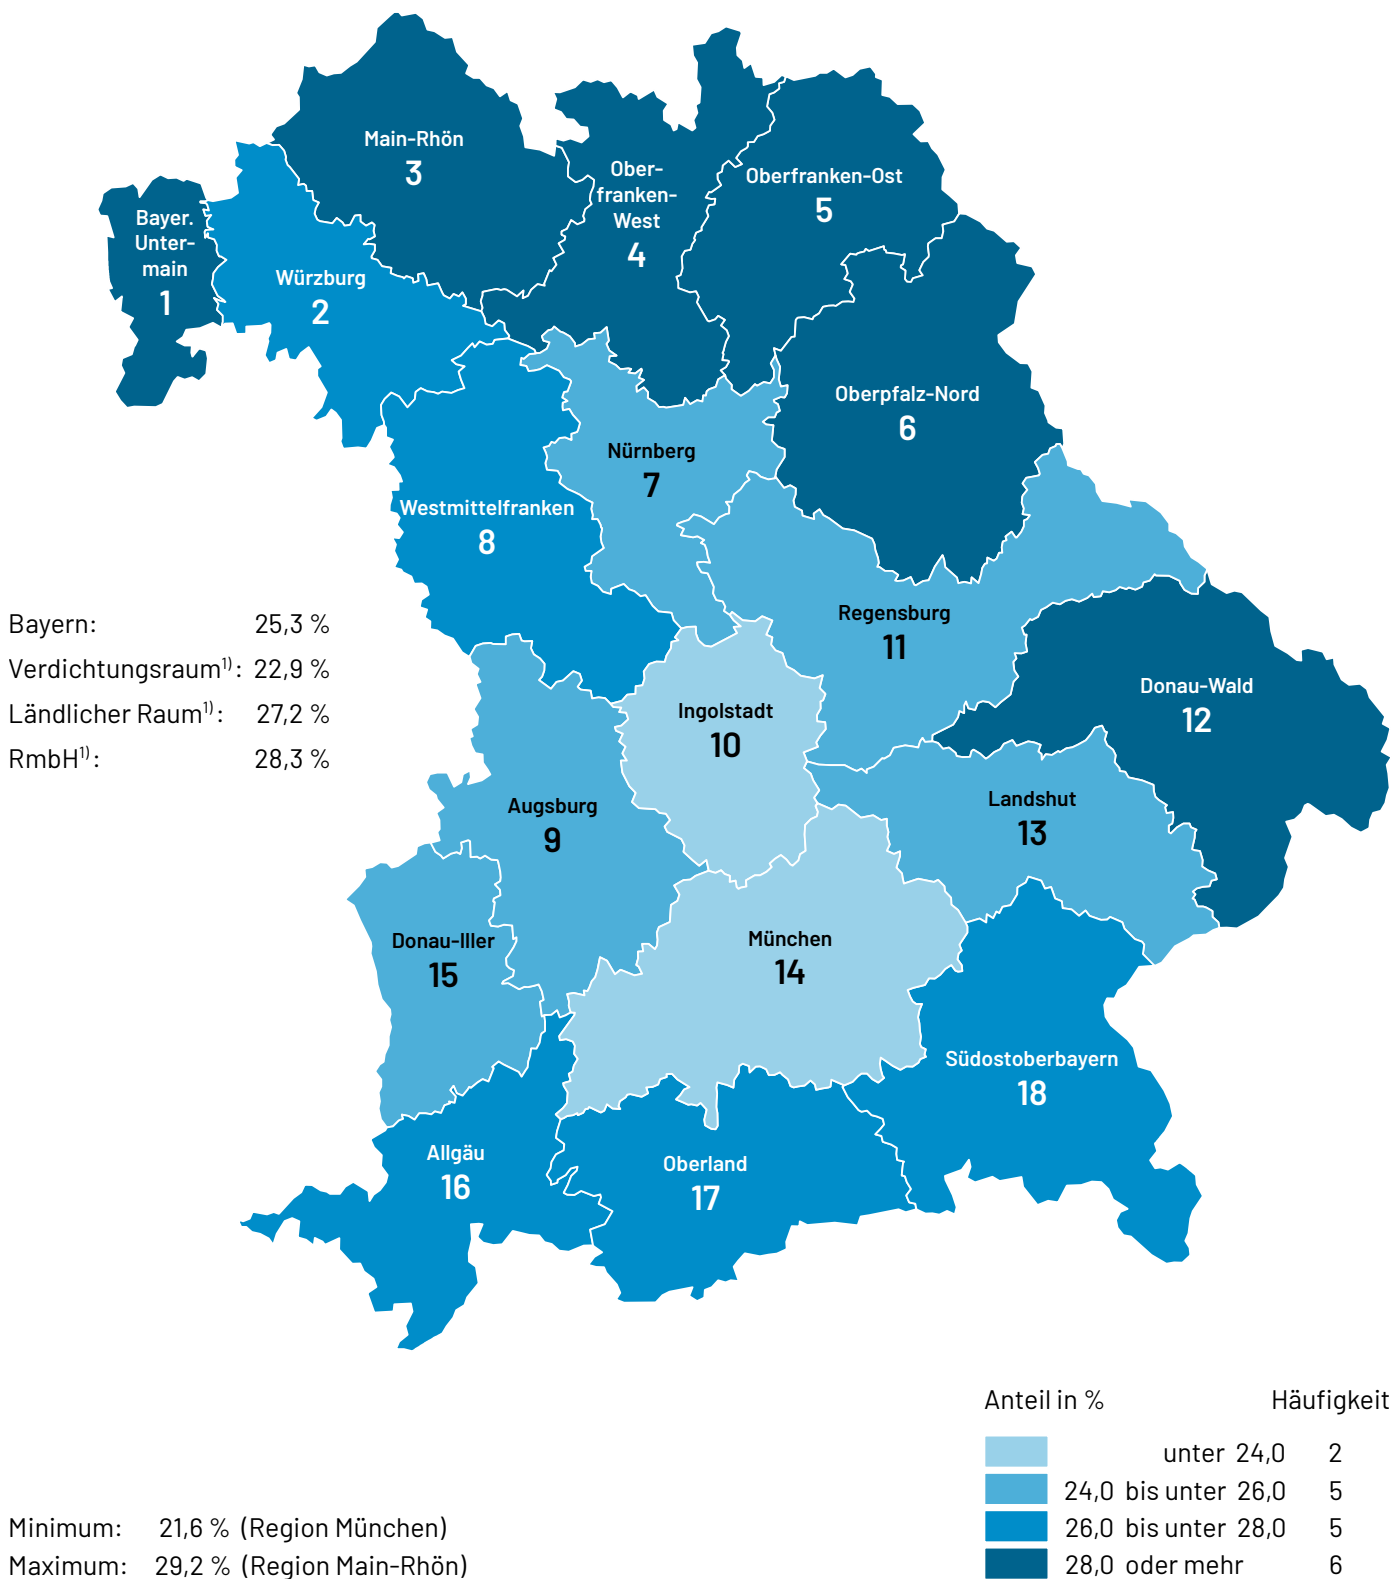 Main-Rhön
3
Ober-
franken-
West
4
Oberfranken-Ost
5
Bayer.
Unter-
main
1
Würzburg
2
Oberpfalz-Nord
6
Nürnberg
7
Westmittelfranken
8
Regensburg
11
Bayern: 25,3 %
Verdichtungsraum¹⁾: 22,9 %
Ländlicher Raum¹⁾: 27,2 %
RmbH¹⁾: 28,3 %
Donau-Wald
12
Ingolstadt
10
Landshut
13
Augsburg
9
Donau-Iller
15
München
14
Südostoberbayern
18
Allgäu
16
Oberland
17
Anteil in % Häufigkeit
unter 24,0 2
24,0 bis unter 26,0 5
26,0 bis unter 28,0 5
28,0 oder mehr 6
Minimum: 21,6 % (Region München)
Maximum: 29,2 % (Region Main-Rhön)